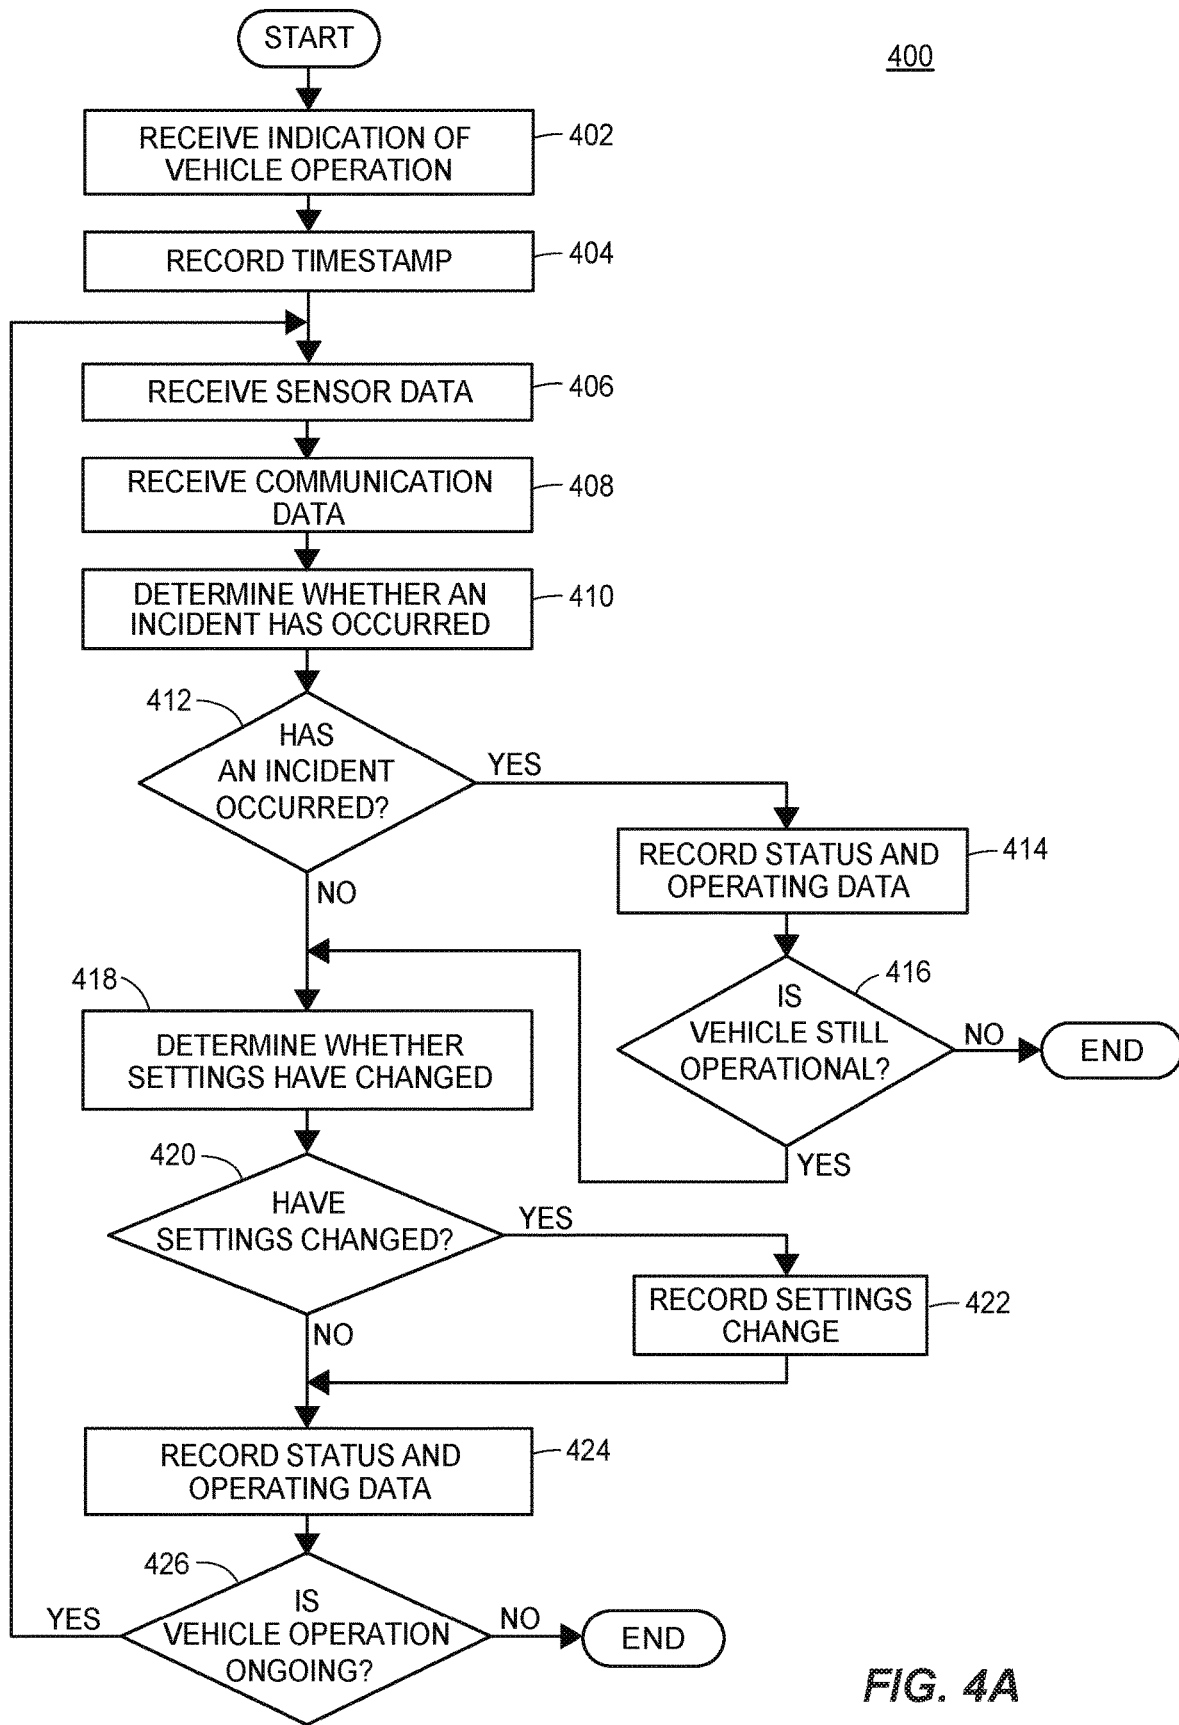 START
400
RECEIVE INDICATION OF
VEHICLE OPERATION
402
RECORD TIMESTAMP
404
RECEIVE SENSOR DATA
406
RECEIVE COMMUNICATION
DATA
408
DETERMINE WHETHER AN
INCIDENT HAS OCCURRED
410
412
HAS
AN INCIDENT
OCCURRED?
YES
NO
RECORD STATUS AND
OPERATING DATA
414
416
IS
VEHICLE STILL
OPERATIONAL?
NO
END
YES
418
DETERMINE WHETHER
SETTINGS HAVE CHANGED
420
HAVE
SETTINGS CHANGED?
YES
NO
RECORD SETTINGS
CHANGE
422
RECORD STATUS AND
OPERATING DATA
424
426
IS
VEHICLE OPERATION
ONGOING?
YES
NO
END
FIG. 4A